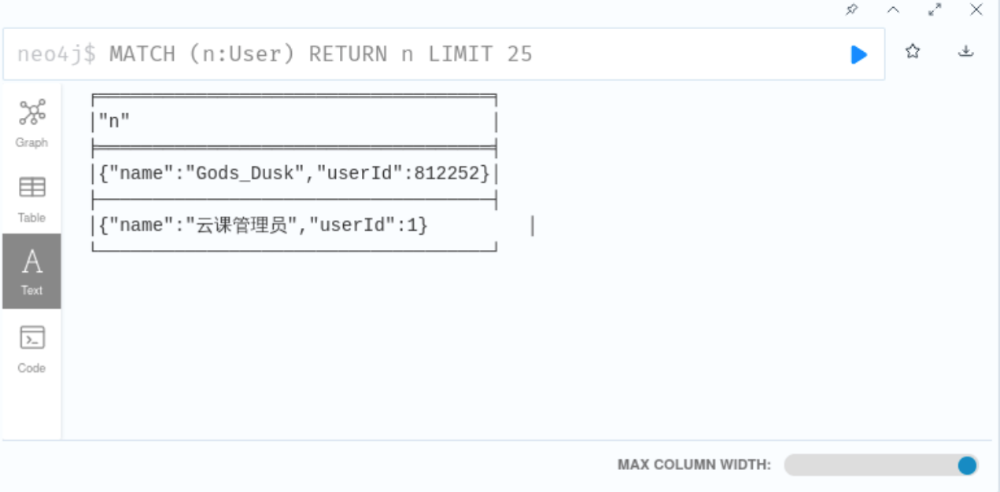 neo4j$ MATCH (n:User) RETURN n LIMIT 25
Graph
Table
Text
Code
"n"
{"name":"Gods_Dusk","userId":812252}
{"name":"云课管理员","userId":1}
MAX COLUMN WIDTH: